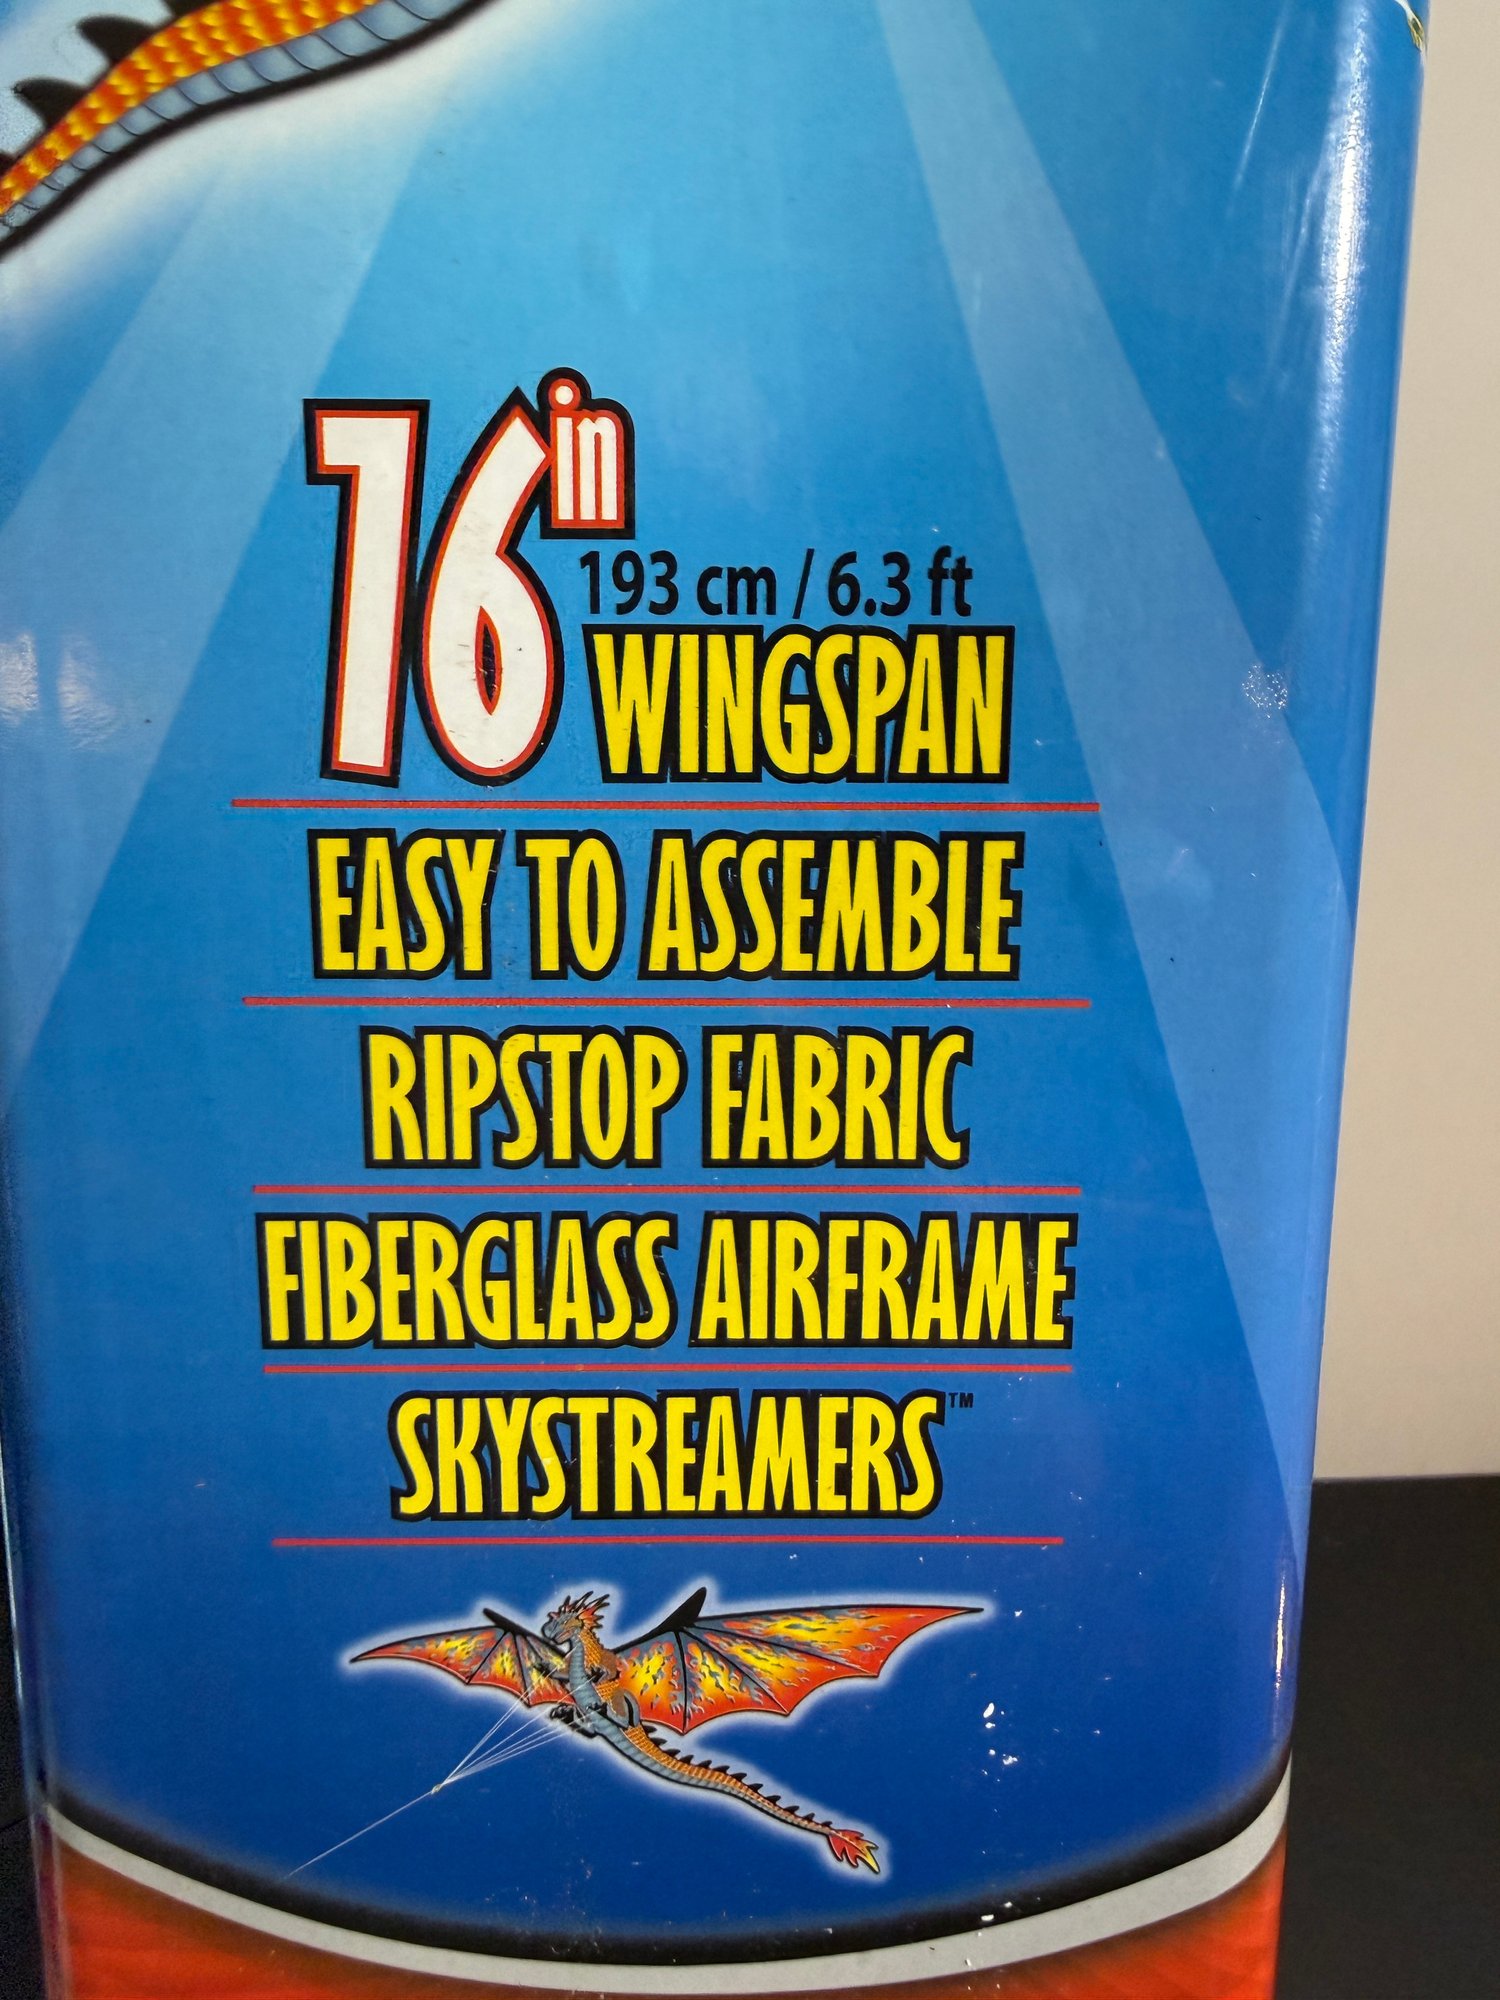 76in
193 cm / 6.3 ft
WINGSPAN
EASY TO ASSEMBLE
RIPSTOP FABRIC
FIBERGLASS AIRFRAME
SKYSTREAMERS™